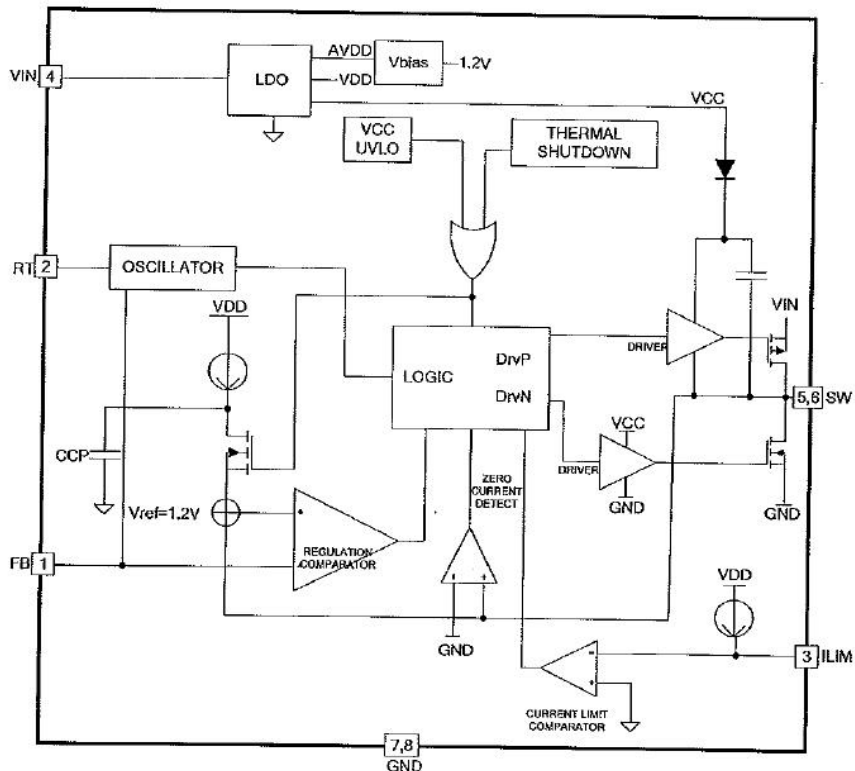 AVDD
Vbias
1.2V
VIN 4
LDO
VDD
VCC
VCC
UVLO
THERMAL
SHUTDOWN
RT 2
OSCILLATOR
VDD
VIN
DrvP
DRIVER
LOGIC
DrvN
5,6 SW
VCC
CCP
DRIVER
ZERO
CURRENT
DETECT
GND
GND
Vref=1.2V
REGULATION
COMPARATOR
FB 1
VDD
GND
3 ILIM
CURRENT LIMIT
COMPARATOR
7,8
GND